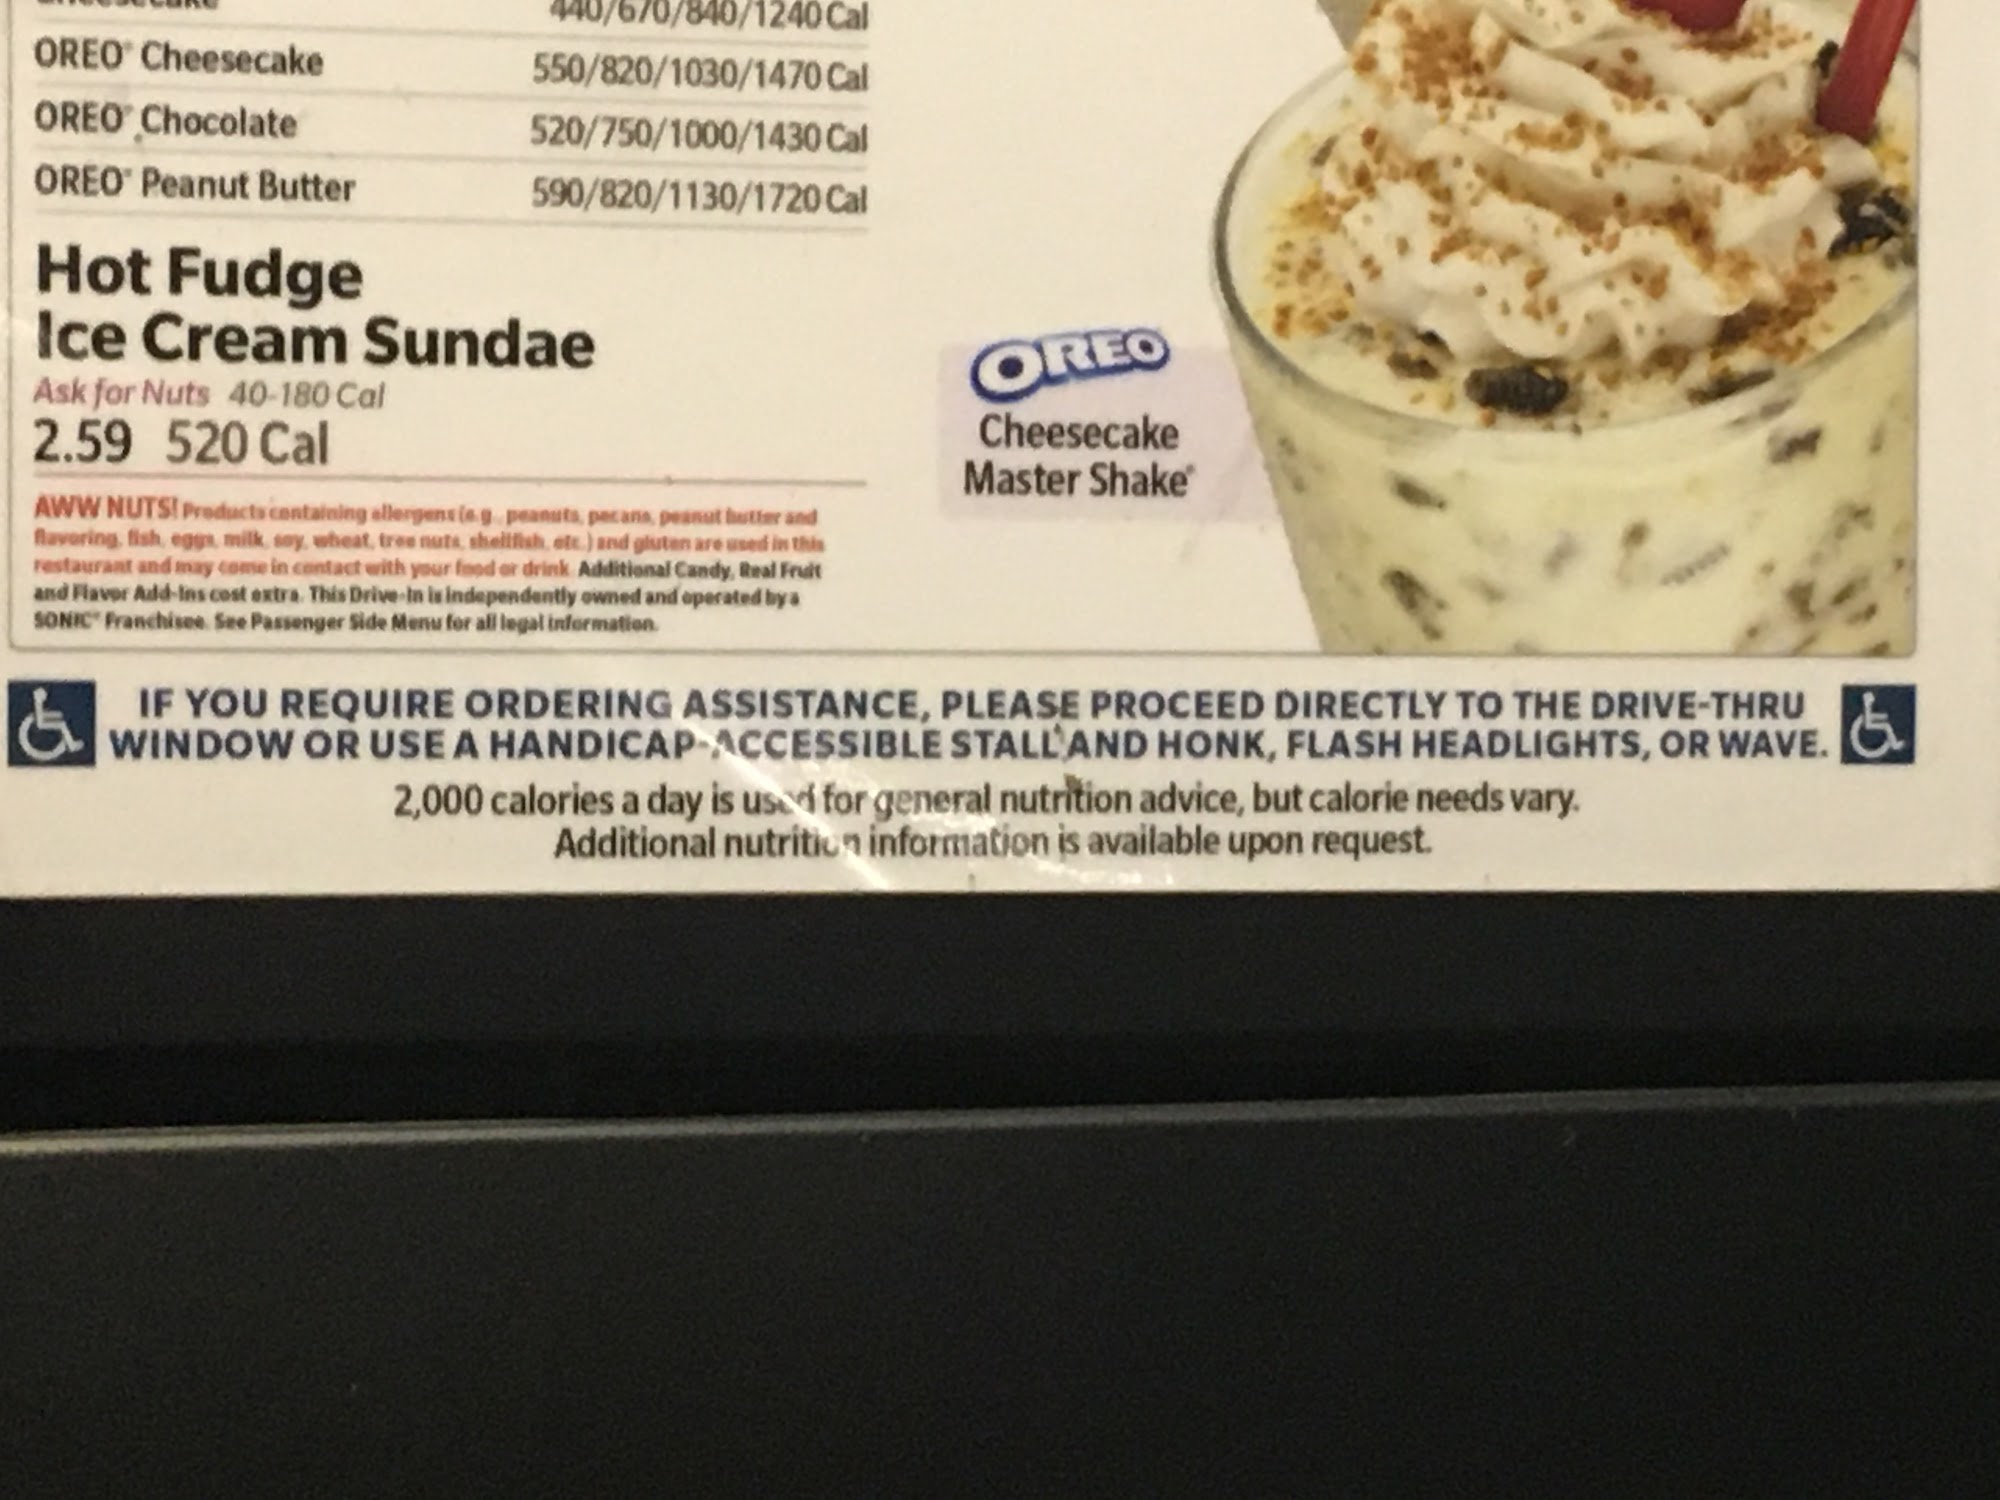 440/670/840/1240 Cal
OREO® Cheesecake 550/820/1030/1470 Cal
OREO® Chocolate 520/750/1000/1430 Cal
OREO® Peanut Butter 590/820/1130/1720 Cal
Hot Fudge
Ice Cream Sundae
Ask for Nuts 40-180 Cal
2.59 520 Cal
AWW NUTS! Products containing allergens (e.g., peanuts, pecans, peanut butter and
flavoring, fish, eggs, milk, soy, wheat, tree nuts, shellfish, etc.) and gluten are used in this
restaurant and may come in contact with your food or drink. Additional Candy, Real Fruit
and Flavor Add-Ins cost extra. This Drive-In is independently owned and operated by a
SONIC® Franchisee. See Passenger Side Menu for all legal information.
OREO
Cheesecake
Master Shake®
IF YOU REQUIRE ORDERING ASSISTANCE, PLEASE PROCEED DIRECTLY TO THE DRIVE-THRU
WINDOW OR USE A HANDICAP-ACCESSIBLE STALL AND HONK, FLASH HEADLIGHTS, OR WAVE.
2,000 calories a day is used for general nutrition advice, but calorie needs vary.
Additional nutrition information is available upon request.